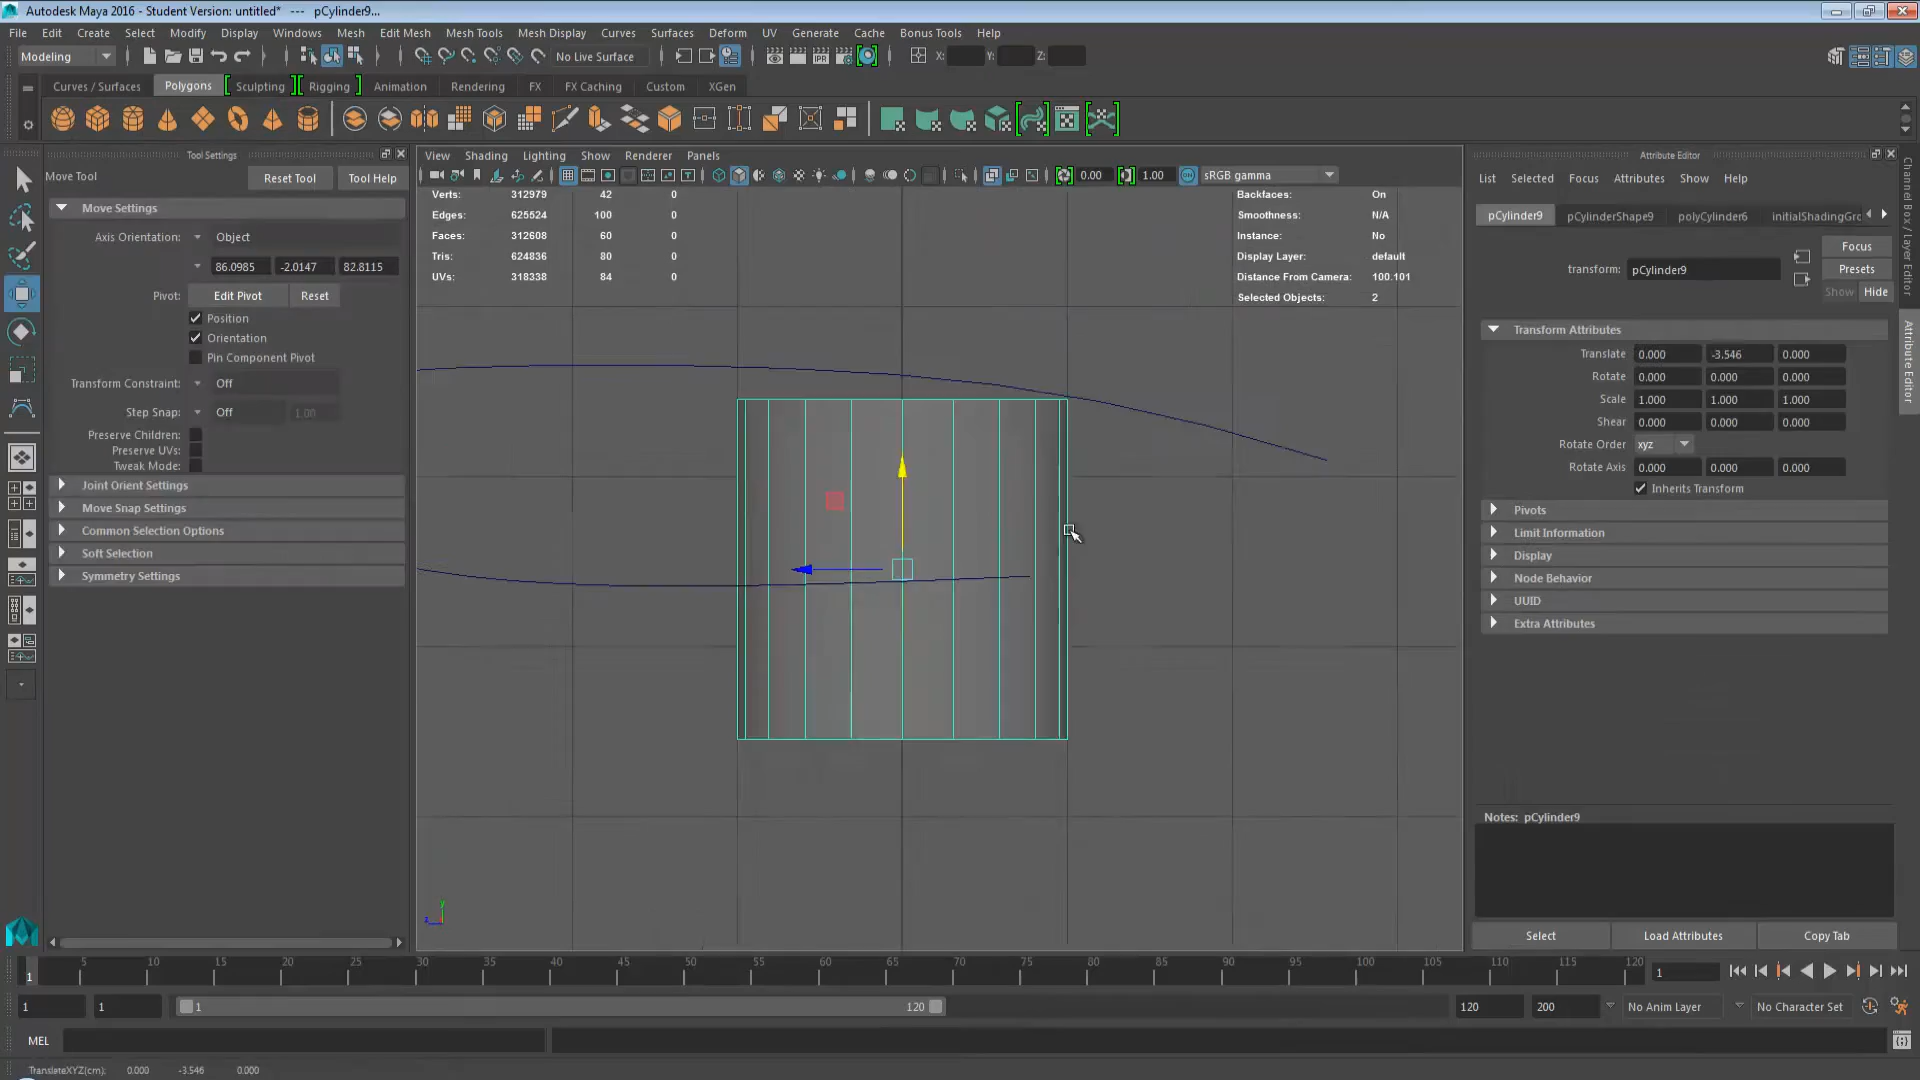 Autodesk Maya 2016 - Student Version: untitled* --- pCylinder9...
File Edit Create Select Modify Display Windows Mesh Edit Mesh Mesh Tools Mesh Display Curves Surfaces Deform UV Generate Cache Bonus Tools Help
Modeling No Live Surface X: Y: Z:
Curves / Surfaces Polygons Sculpting Rigging Animation Rendering FX FX Caching Custom XGen
Tool Settings
Move Tool Reset Tool Tool Help
Move Settings
Axis Orientation: Object
86.0985 -2.0147 82.8115
Pivot: Edit Pivot Reset
Position
Orientation
Pin Component Pivot
Transform Constraint: Off
Step Snap: Off 1.00
Preserve Children:
Preserve UVs:
Tweak Mode:
Joint Orient Settings
Move Snap Settings
Common Selection Options
Soft Selection
Symmetry Settings
View Shading Lighting Show Renderer Panels
IPR
0.00 1.00 sRGB gamma
Verts: 312979 42 0
Edges: 625524 100 0
Faces: 312608 60 0
Tris: 624836 80 0
UVs: 318338 84 0
Backfaces: On
Smoothness: N/A
Instance: No
Display Layer: default
Distance From Camera: 100.101
Selected Objects: 2
y
z
Attribute Editor
List Selected Focus Attributes Show Help
pCylinder9 pCylinderShape9 polyCylinder6 initialShadingGro
Focus
transform: pCylinder9 Presets
Show Hide
Transform Attributes
Translate 0.000 -3.546 0.000
Rotate 0.000 0.000 0.000
Scale 1.000 1.000 1.000
Shear 0.000 0.000 0.000
Rotate Order xyz
Rotate Axis 0.000 0.000 0.000
Inherits Transform
Pivots
Limit Information
Display
Node Behavior
UUID
Extra Attributes
Notes: pCylinder9
Select Load Attributes Copy Tab
Channel Box / Layer Editor
Attribute Editor
1 5 10 15 20 25 30 35 40 45 50 55 60 65 70 75 80 85 90 95 100 105 110 115 120 1
1 1 1 120 120 200 No Anim Layer No Character Set
MEL
TranslateXYZ(cm): 0.000 -3.546 0.000